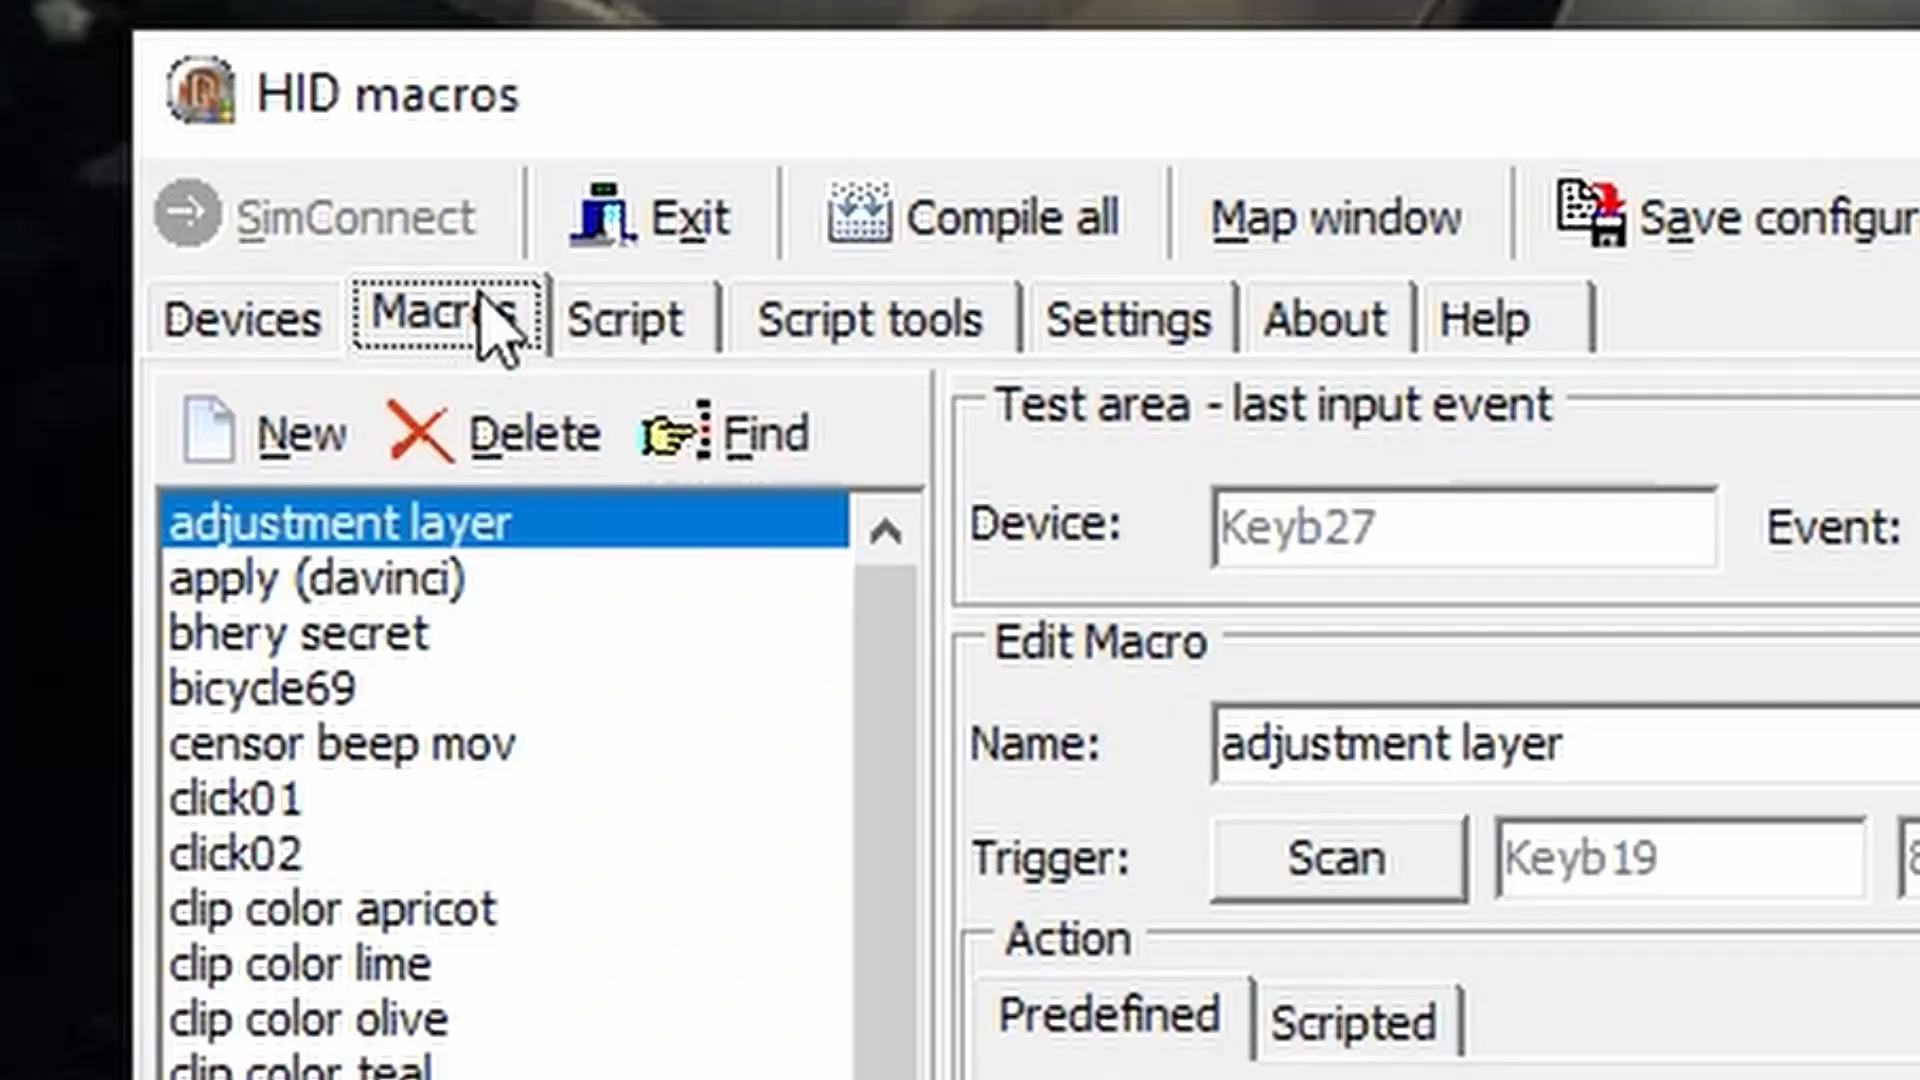 HID macros
SimConnect Exit Compile all Map window Save configur
Devices Macros Script Script tools Settings About Help
New Delete Find
adjustment layer
apply (davinci)
bhery secret
bicycle69
censor beep mov
click01
click02
clip color apricot
clip color lime
clip color olive
clip color teal
Test area - last input event
Device: Keyb27 Event:
Edit Macro
Name: adjustment layer
Trigger: Scan Keyb19
Action
Predefined Scripted